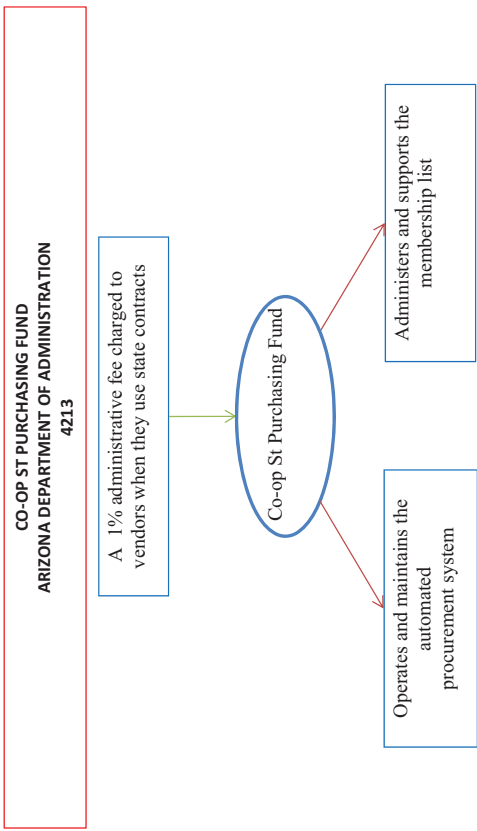 CO-OP ST PURCHASING FUND
ARIZONA DEPARTMENT OF ADMINISTRATION
4213
A 1% administrative fee charged to
vendors when they use state contracts
Co-op St Purchasing Fund
Operates and maintains the
automated
procurement system
Administers and supports the
membership list